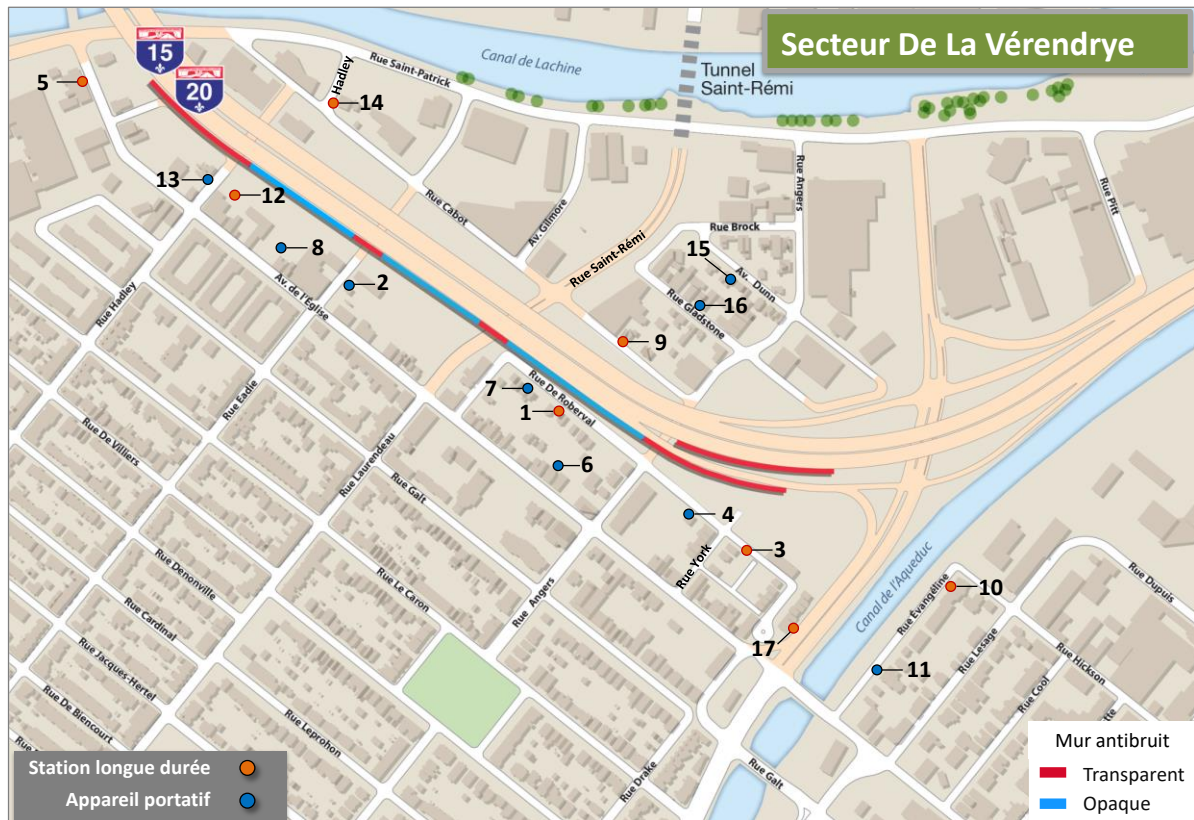 Secteur De La Vérendrye
15
20
5
Hadley
14
Rue Saint-Patrick
Canal de Lachine
Tunnel
Saint-Rémi
13
12
Rue Cabot
Av. Gilmore
Rue Angers
Rue Pitt
Rue Brock
Rue Saint-Rémi
15
Av. Dunn
16
Rue Gladstone
8
2
Av. de l'Église
Rue Hadley
9
7
Rue De Roberval
1
6
Rue Eadie
Rue De Villiers
Rue Laurendeau
Rue Galt
4
3
Rue York
Canal de l'Aqueduc
Rue Denonville
Rue Le Caron
Rue Angers
Rue Évangéline
10
Rue Dupuis
Rue Cardinal
17
11
Rue Lesage
Rue Hickson
Rue Cool
Rue Jacques-Hertel
Rue De Biencourt
Rue Leprohon
Rue Drake
Rue Galt
Station longue durée
Appareil portatif
Mur antibruit
Transparent
Opaque